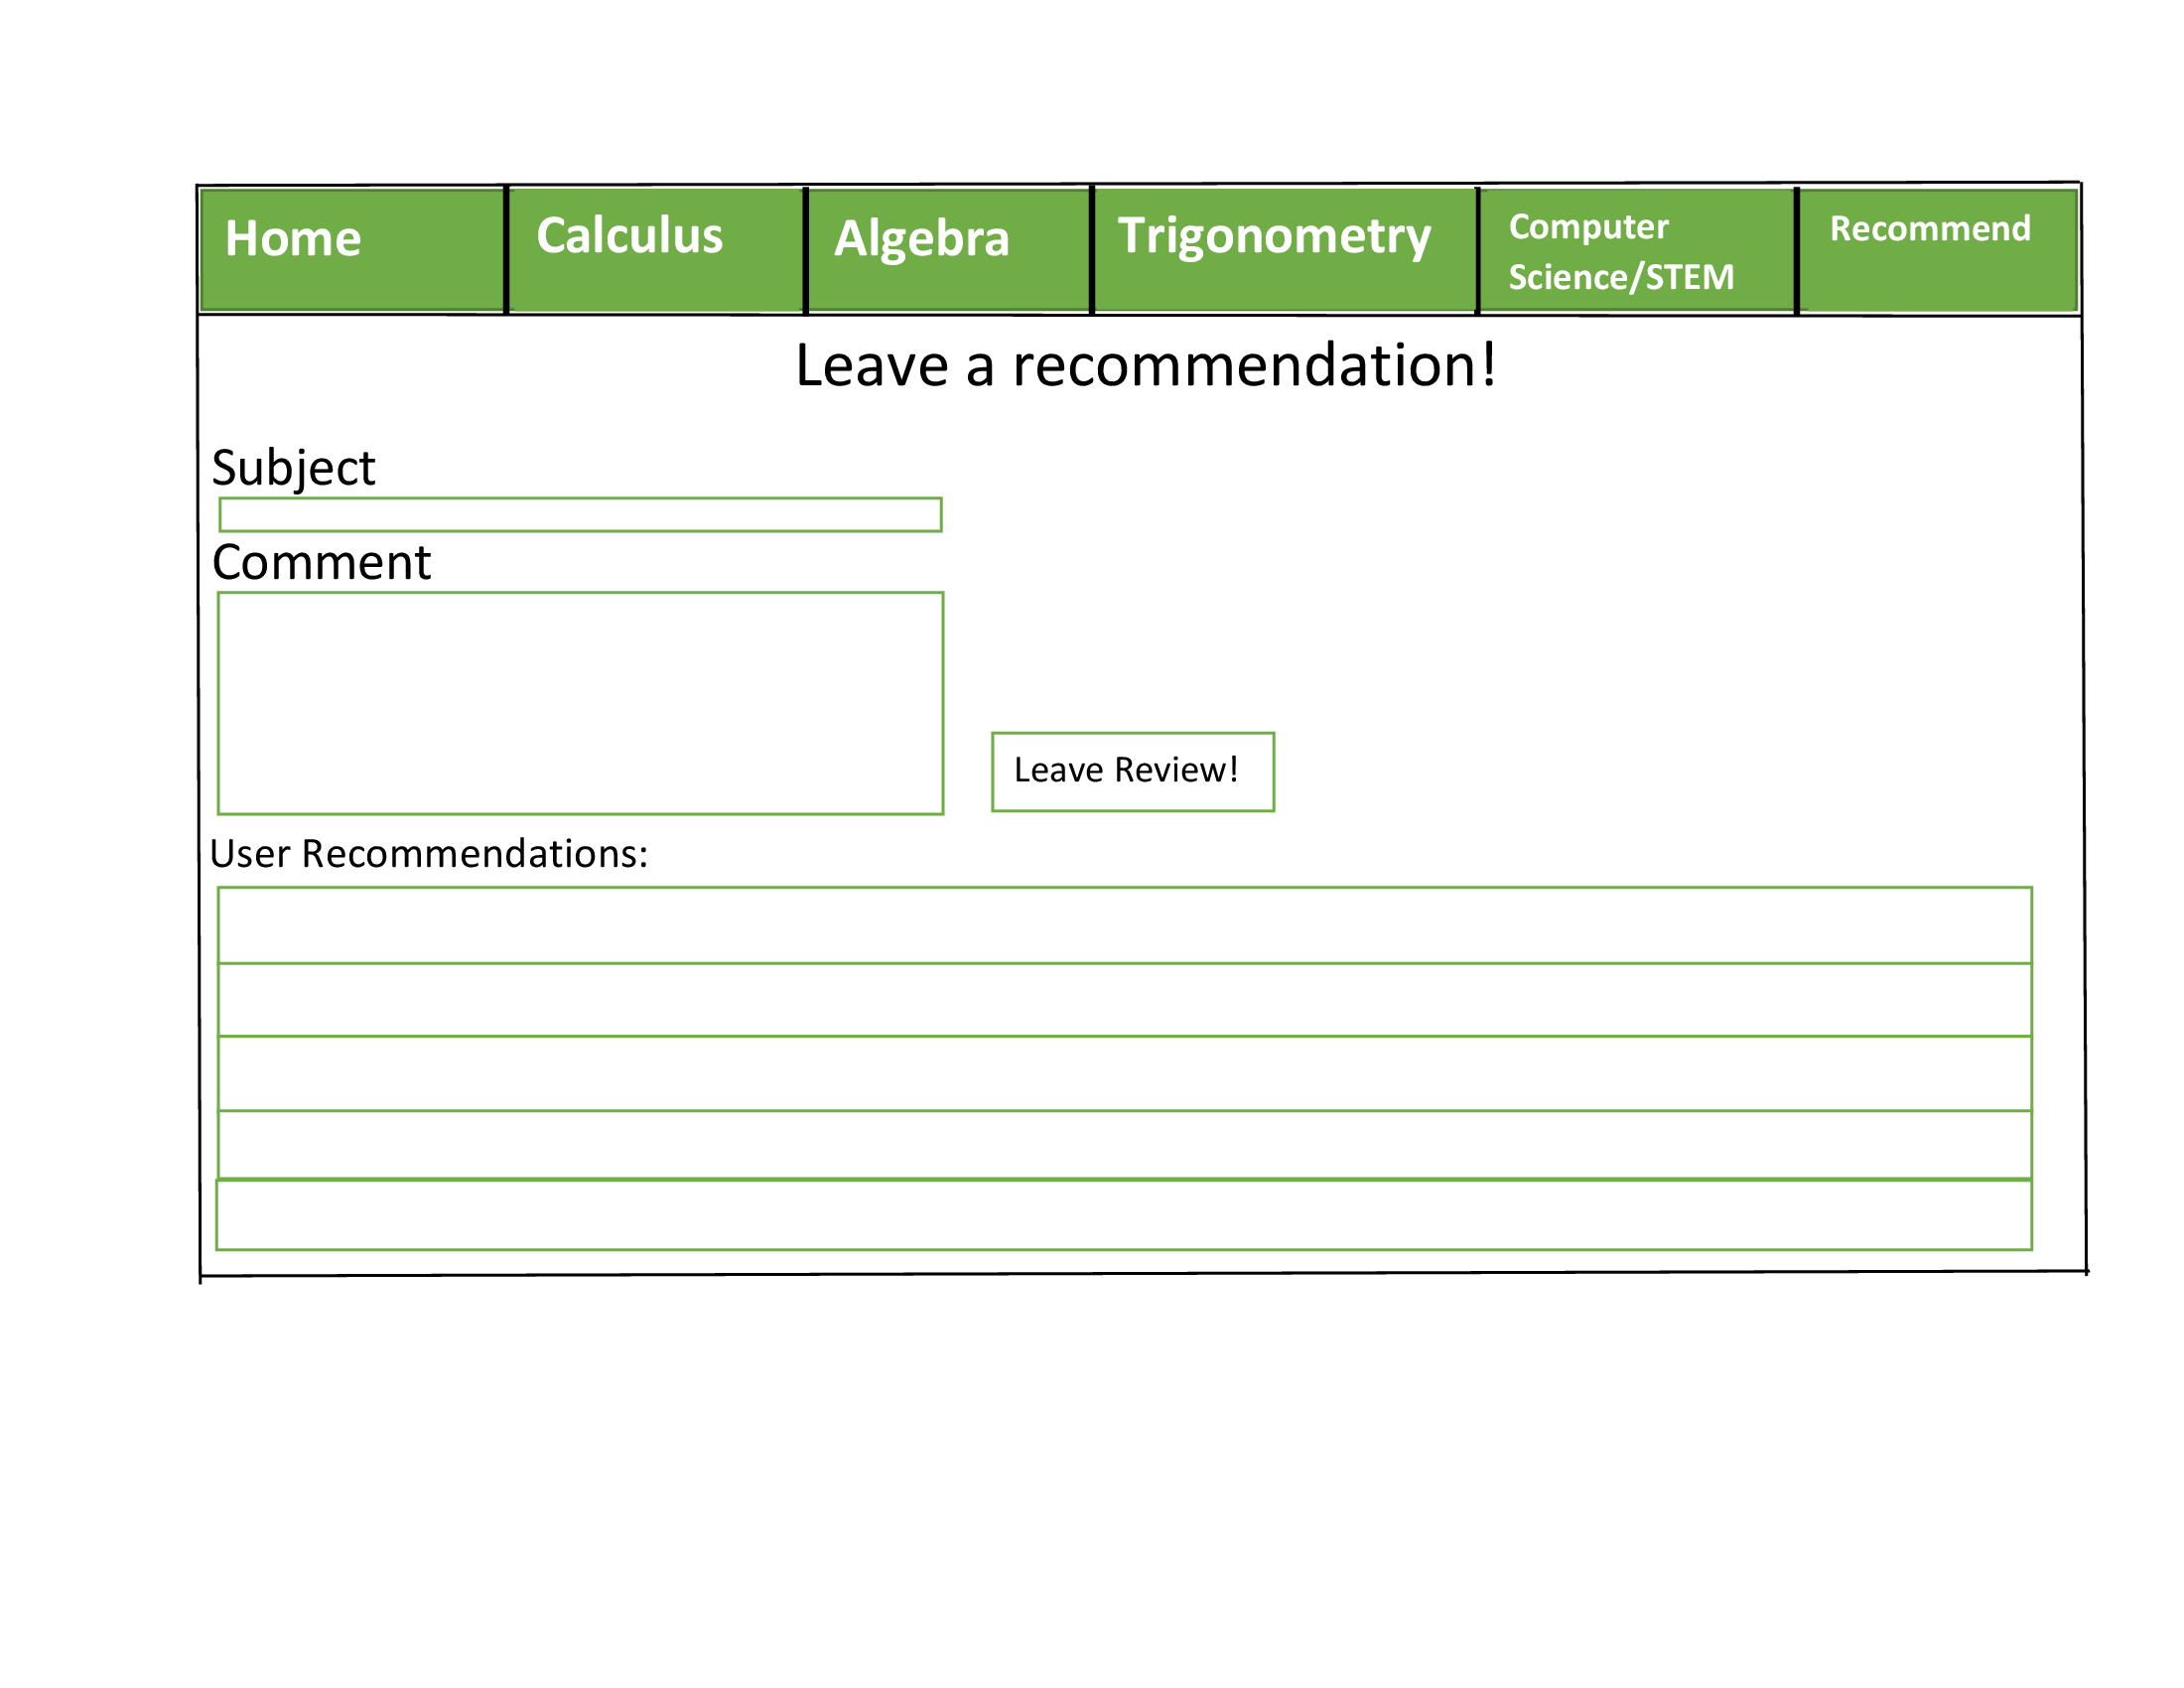 Home
Calculus
Algebra
Trigonometry
Computer
Science/STEM
Recommend
Leave a recommendation!
Subject
Comment
Leave Review!
User Recommendations: